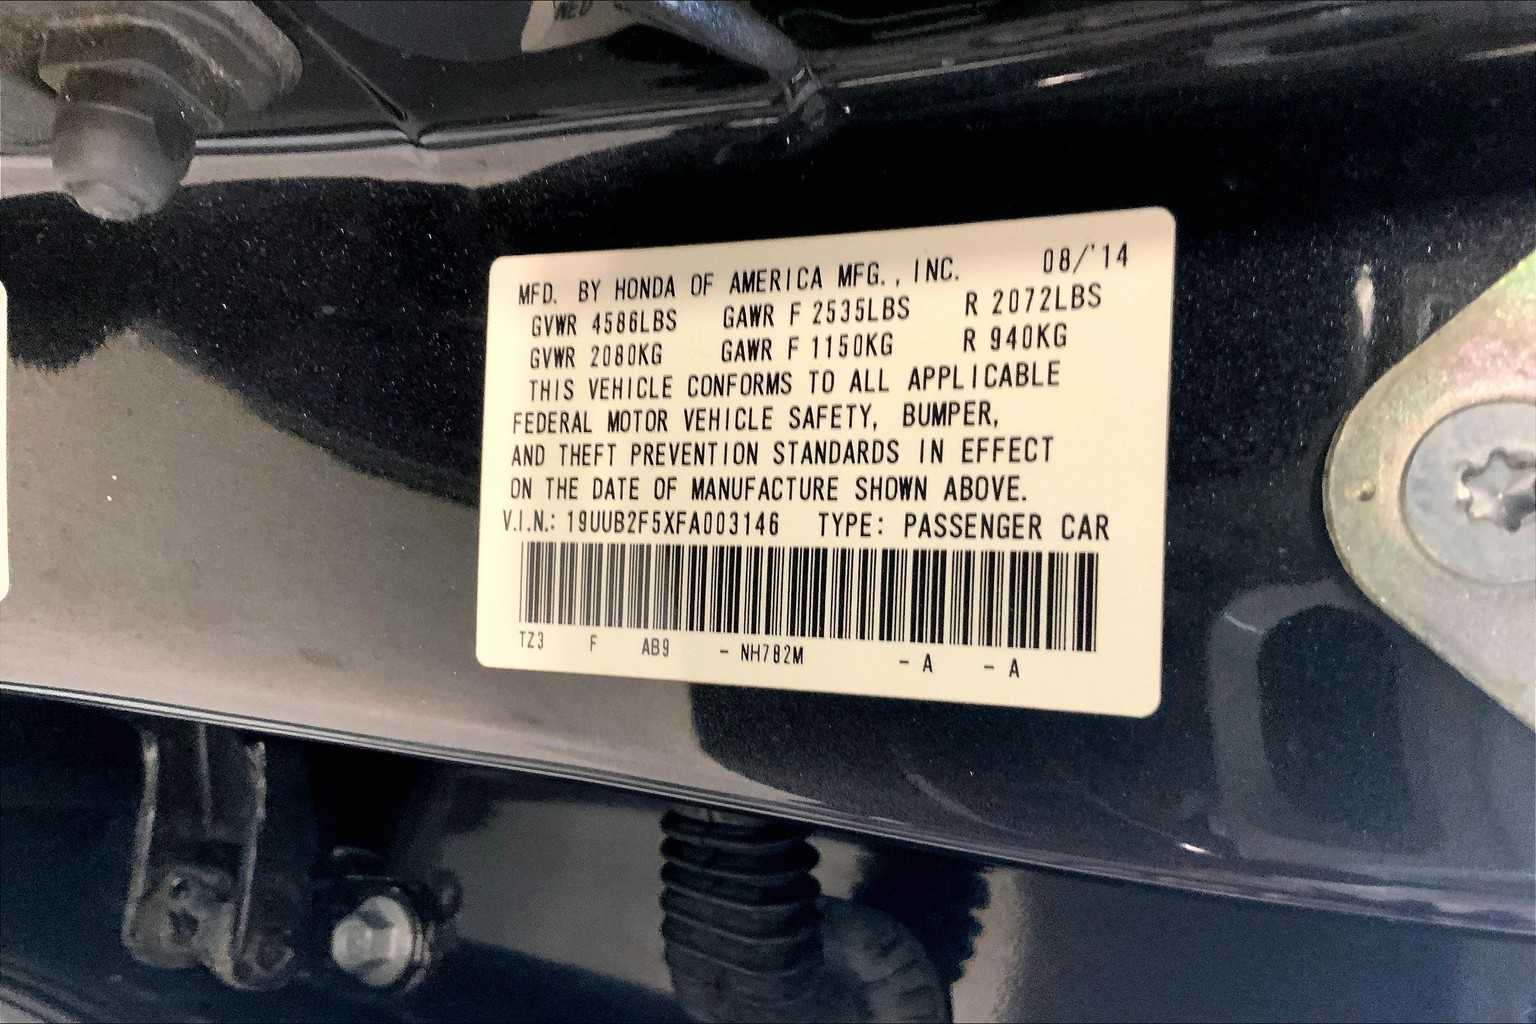 MFD. BY HONDA OF AMERICA MFG., INC. 08/'14
GVWR 4586LBS GAWR F 2535LBS R 2072LBS
GVWR 2080KG GAWR F 1150KG R 940KG
THIS VEHICLE CONFORMS TO ALL APPLICABLE
FEDERAL MOTOR VEHICLE SAFETY, BUMPER,
AND THEFT PREVENTION STANDARDS IN EFFECT
ON THE DATE OF MANUFACTURE SHOWN ABOVE.
V.I.N.: 19UUB2F5XFA003146 TYPE: PASSENGER CAR
TZ3 F AB9 - NH782M - A - A